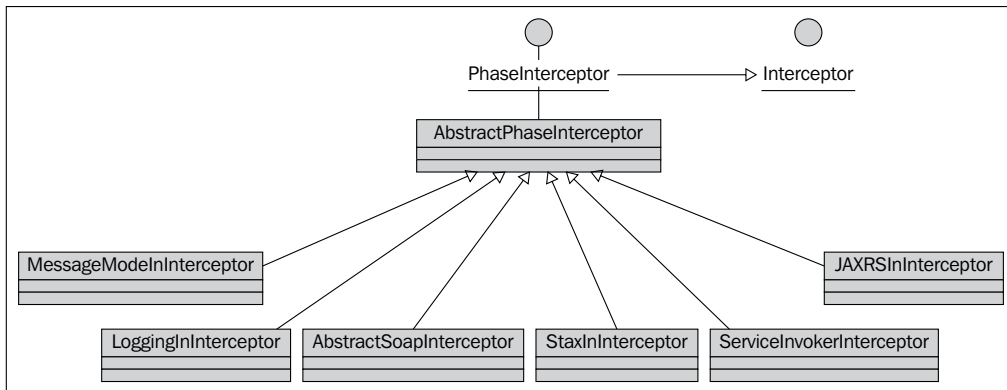 PhaseInterceptor
Interceptor
AbstractPhaseInterceptor
MessageModeInInterceptor
JAXRSInInterceptor
LoggingInInterceptor
AbstractSoapInterceptor
StaxInInterceptor
ServiceInvokerInterceptor